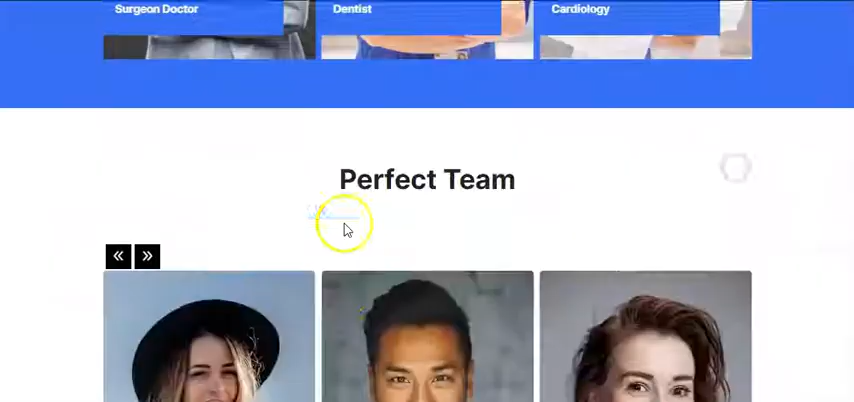 Surgeon Doctor
Dentist
Cardiology
Perfect Team
« »